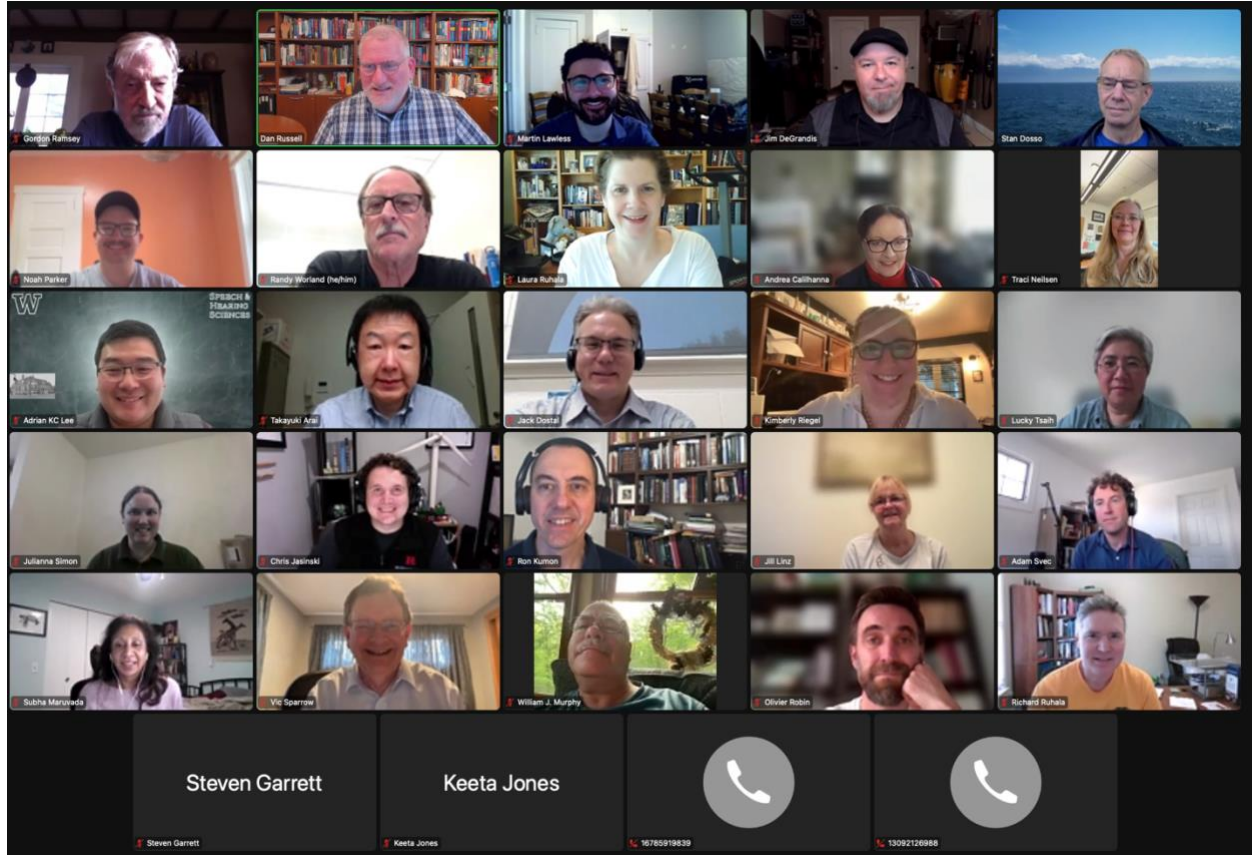 Gordon Ramsey
Dan Russell
Martin Lawless
Jim DeGrandis
Stan Dosso
Noah Parker
Randy Worland (he/him)
Laura Ruhala
Andrea Calilhanna
Traci Neilsen
W
SPEECH &
HEARING
SCIENCES
Adrian KC Lee
Takayuki Arai
Jack Dostal
Kimberly Riegel
Lucky Tsaih
Julianna Simon
Chris Jasinski
Ron Kumon
Jill Linz
Adam Svec
Subha Maruvada
Vic Sparrow
William J. Murphy
Olivier Robin
Richard Ruhala
Steven Garrett
Keeta Jones
Steven Garrett
Keeta Jones
16785919839
13092126988